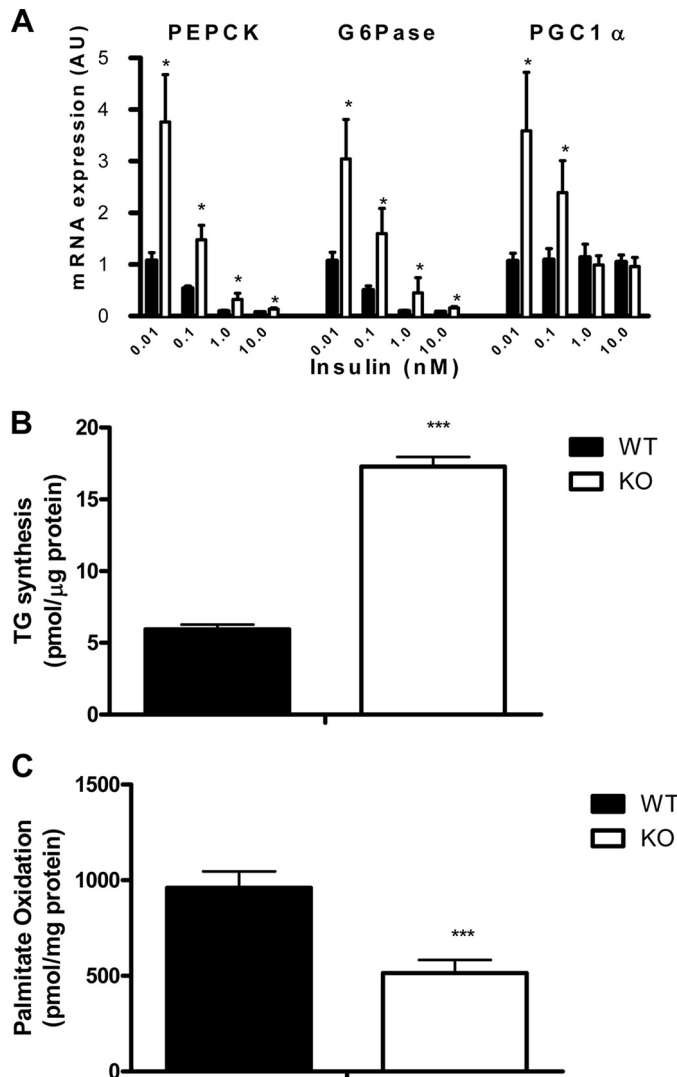 A
PEPCK G6Pase PGC1 α
mRNA expression (AU)
5
4
3
2
1
0
* * * *
* * * *
* *
0.01 0.1 1.0 10.0 0.01 0.1 1.0 10.0 0.01 0.1 1.0 10.0
Insulin (nM)
B
TG synthesis
(pmol/μg protein)
20
15
10
5
0
***
WT
KO
C
Palmitate Oxidation
(pmol/mg protein)
1500
1000
500
0
***
WT
KO